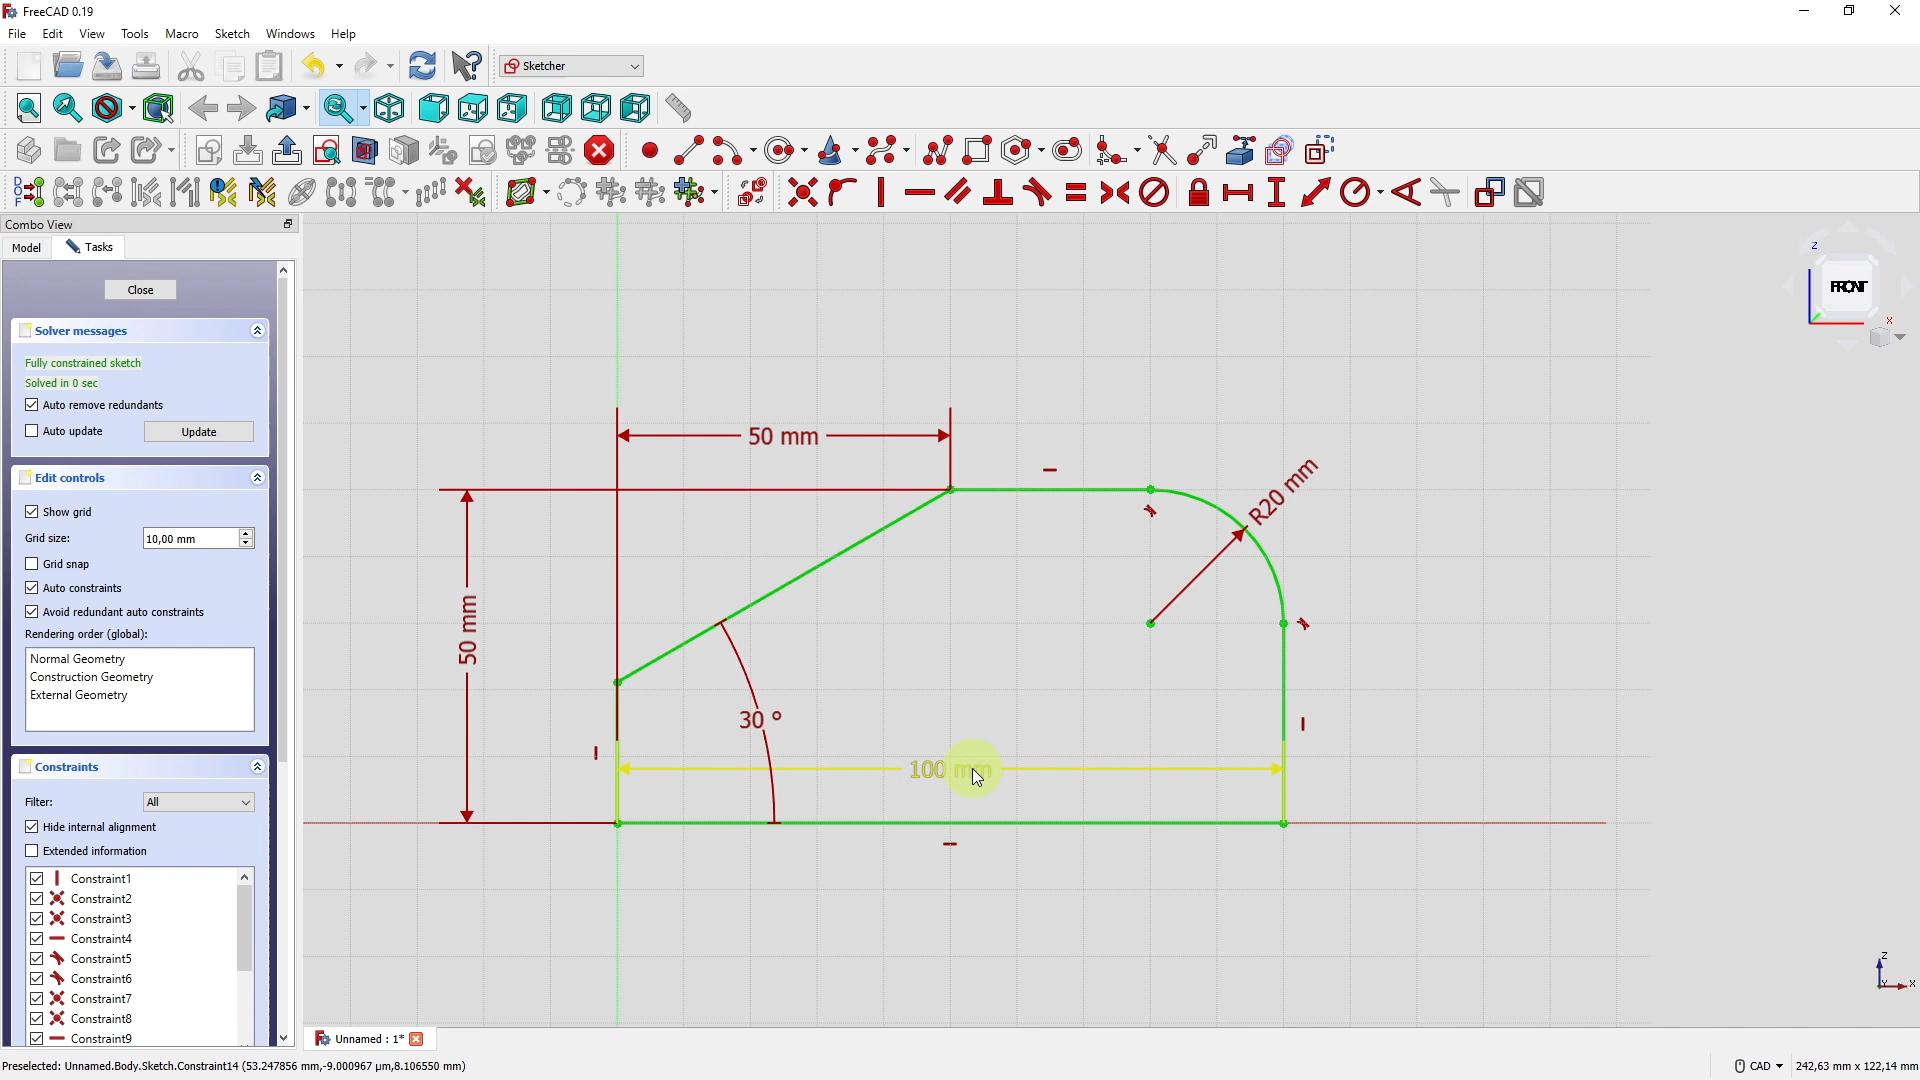 FreeCAD 0.19
File Edit View Tools Macro Sketch Windows Help
Sketcher
Combo View
Model Tasks
Close
Solver messages
Fully constrained sketch
Solved in 0 sec
Auto remove redundants
Auto update Update
Edit controls
Show grid
Grid size: 10,00 mm
Grid snap
Auto constraints
Avoid redundant auto constraints
Rendering order (global):
Normal Geometry
Construction Geometry
External Geometry
Constraints
Filter: All
Hide internal alignment
Extended information
Constraint1
Constraint2
Constraint3
Constraint4
Constraint5
Constraint6
Constraint7
Constraint8
Constraint9
50 mm
R20 mm
50 mm
30 °
100 mm
Z
FRONT
X
Z
Y
X
Unnamed : 1*
Preselected: Unnamed.Body.Sketch.Constraint14 (53.247856 mm,-9.000967 µm,8.106550 mm)
CAD
242,63 mm x 122,14 mm